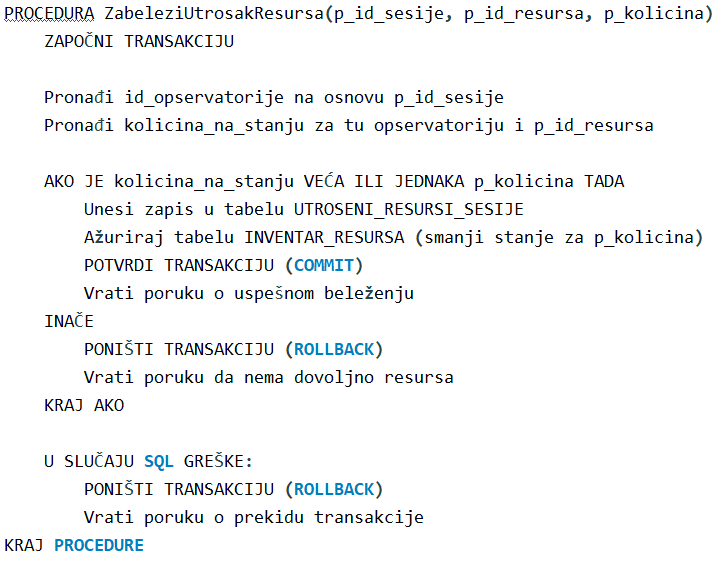 PROCEDURA ZabeleziUtrosakResursa(p_id_sesije, p_id_resursa, p_kolicina)
ZAPOČNI TRANSAKCIJU
Pronađi id_opservatorije na osnovu p_id_sesije
Pronađi kolicina_na_stanju za tu opservatoriju i p_id_resursa
AKO JE kolicina_na_stanju VEĆA ILI JEDNAKA p_kolicina TADA
Unesi zapis u tabelu UTROSENI_RESURSI_SESIJE
Ažuriraj tabelu INVENTAR_RESURSA (smanji stanje za p_kolicina)
POTVRDI TRANSAKCIJU (COMMIT)
Vrati poruku o uspešnom beleženju
INAČE
PONIŠTI TRANSAKCIJU (ROLLBACK)
Vrati poruku da nema dovoljno resursa
KRAJ AKO
U SLUČAJU SQL GREŠKE:
PONIŠTI TRANSAKCIJU (ROLLBACK)
Vrati poruku o prekidu transakcije
KRAJ PROCEDURE